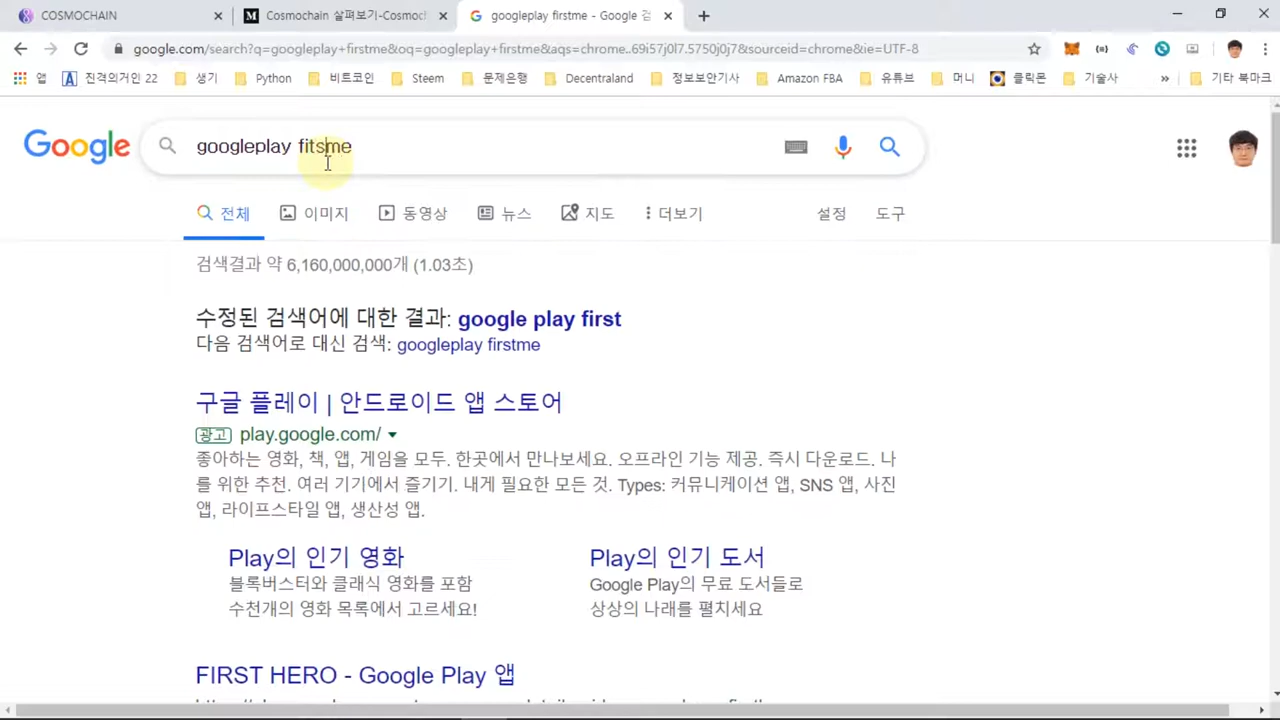 COSMOCHAIN
Cosmochain 살펴보기-Cosmoc
googleplay firstme - Google 검
google.com/search?q=googleplay+firstme&oq=googleplay+firstme&aqs=chrome..69i57j0l7.5750j0j7&sourceid=chrome&ie=UTF-8
앱
진격의거인 22
생기
Python
비트코인
Steem
문제은행
Decentraland
정보보안기사
Amazon FBA
유튜브
머니
클릭몬
기술사
»
기타 북마크
Google
googleplay fitsme
전체
이미지
동영상
뉴스
지도
더보기
설정
도구
검색결과 약 6,160,000,000개 (1.03초)
수정된 검색어에 대한 결과: google play first
다음 검색어로 대신 검색: googleplay firstme
구글 플레이 | 안드로이드 앱 스토어
광고 play.google.com/
좋아하는 영화, 책, 앱, 게임을 모두. 한곳에서 만나보세요. 오프라인 기능 제공. 즉시 다운로드. 나
를 위한 추천. 여러 기기에서 즐기기. 내게 필요한 모든 것. Types: 커뮤니케이션 앱, SNS 앱, 사진
앱, 라이프스타일 앱, 생산성 앱.
Play의 인기 영화
블록버스터와 클래식 영화를 포함
수천개의 영화 목록에서 고르세요!
Play의 인기 도서
Google Play의 무료 도서들로
상상의 나래를 펼치세요
FIRST HERO - Google Play 앱